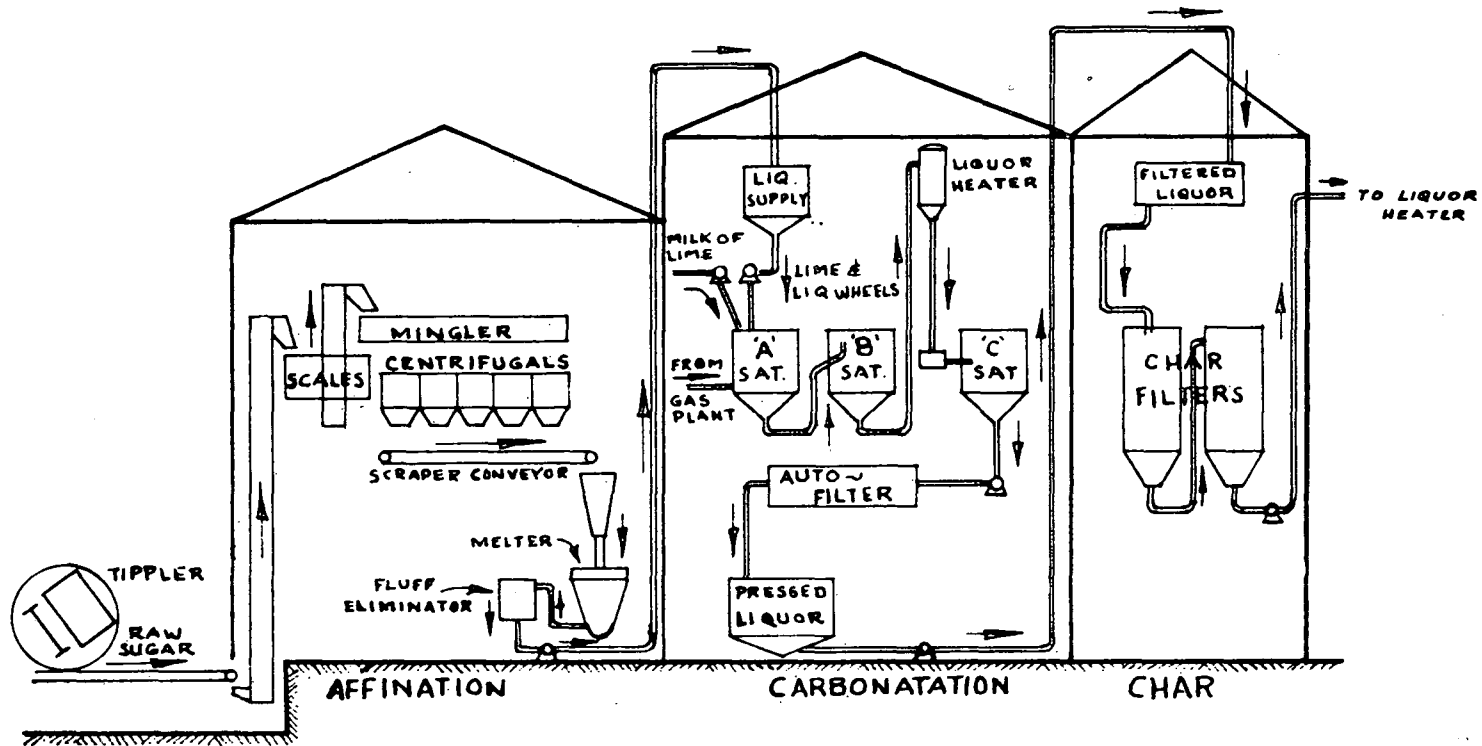 TIPPLER
RAW
SUGAR
SCALES
MINGLER
CENTRIFUGALS
SCRAPER CONVEYOR
MELTER
FLUFF
ELIMINATOR
AFFINATION
LIQ.
SUPPLY
MILK OF
LIME
LIME &
LIQ WHEELS
'A'
SAT.
FROM
GAS
PLANT
'B'
SAT.
LIQUOR
HEATER
'C'
SAT
AUTO~
FILTER
PRESSED
LIQUOR
CARBONATATION
FILTERED
LIQUOR
TO LIQUOR
HEATER
CHAR
FILTERS
CHAR